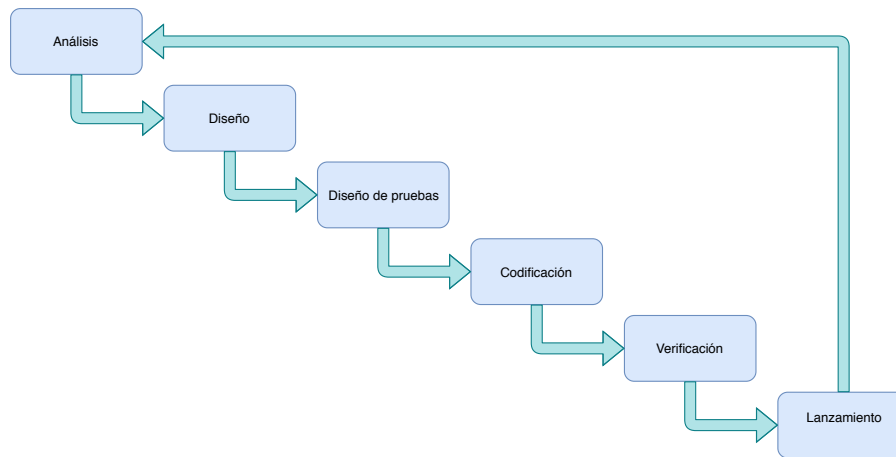 Análisis
Diseño
Diseño de pruebas
Codificación
Verificación
Lanzamiento